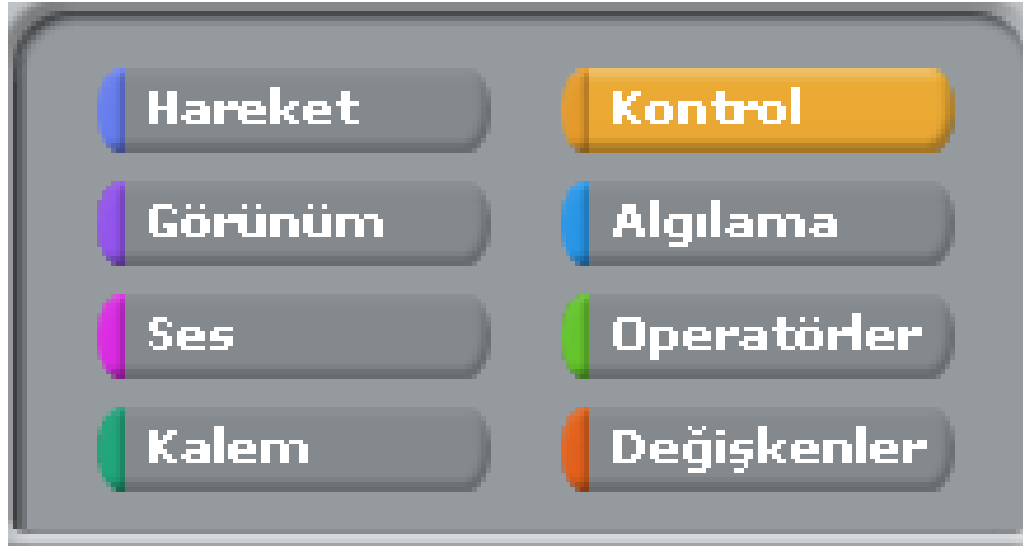 Hareket
Kontrol
Görünüm
Algılama
Ses
Operatörler
Kalem
Değişkenler